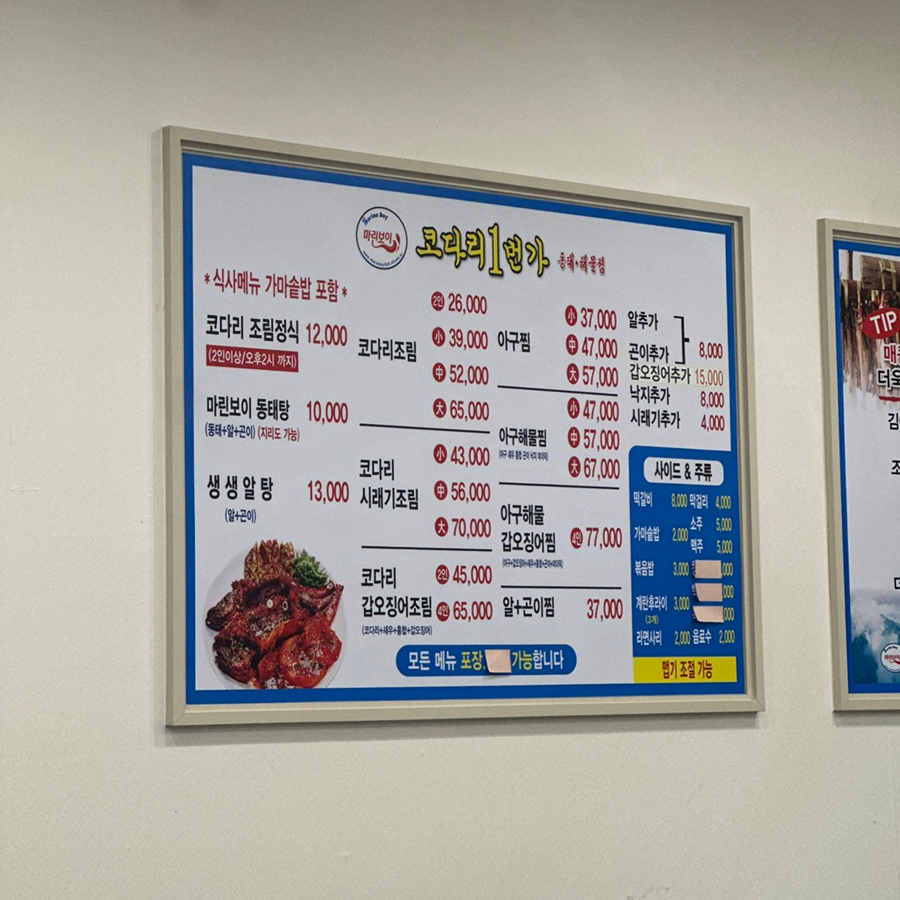 Marine Boy
마린보이
코다리1번가 동태·해물찜
*식사메뉴 가마솥밥 포함*
코다리 조림정식 12,000
(2인이상/오후2시 까지)
마린보이 동태탕 10,000
(동태+알+곤이) (지리도 가능)
생생알탕 13,000
(알+곤이)
코다리조림
2인 26,000
小 39,000
中 52,000
大 65,000
코다리
시래기조림
小 43,000
中 56,000
大 70,000
코다리
갑오징어조림
2인 45,000
4인 65,000
(코다리+새우+홍합+갑오징어)
아구찜
小 37,000
中 47,000
大 57,000
아구해물찜
小 47,000
中 57,000
大 67,000
아구해물
갑오징어찜
4인 77,000
알+곤이찜 37,000
알추가
곤이추가 8,000
갑오징어추가 15,000
낙지추가 8,000
시래기추가 4,000
사이드 & 주류
떡갈비 8,000
가마솥밥 2,000
볶음밥 3,000
계란후라이 3,000
(3개)
라면사리 2,000
막걸리 4,000
소주 5,000
맥주 5,000
음료수 2,000
맵기 조절 가능
모든 메뉴 포장 가능합니다
TIP
더욱